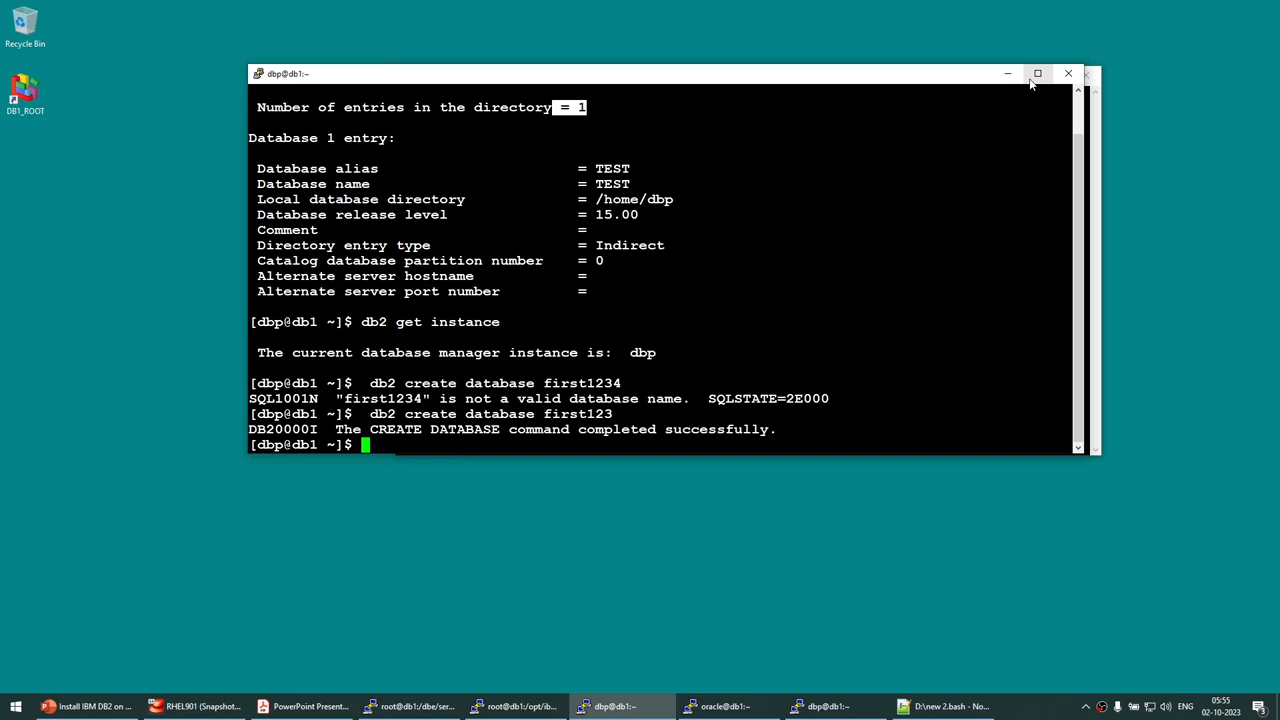 Recycle Bin
DB1_ROOT
dbp@db1:~
Number of entries in the directory = 1
Database 1 entry:
Database alias = TEST
Database name = TEST
Local database directory = /home/dbp
Database release level = 15.00
Comment =
Directory entry type = Indirect
Catalog database partition number = 0
Alternate server hostname =
Alternate server port number =
[dbp@db1 ~]$ db2 get instance
The current database manager instance is: dbp
[dbp@db1 ~]$ db2 create database first1234
SQL1001N "first1234" is not a valid database name. SQLSTATE=2E000
[dbp@db1 ~]$ db2 create database first123
DB20000I The CREATE DATABASE command completed successfully.
[dbp@db1 ~]$
Install IBM DB2 on ...
RHEL901 (Snapshot...
PowerPoint Present...
root@db1:/dbe/ser...
root@db1:/opt/ib...
dbp@db1:~
oracle@db1:~
dbp@db1:~
D:\new 2.bash - No...
ENG
05:55
02-10-2023